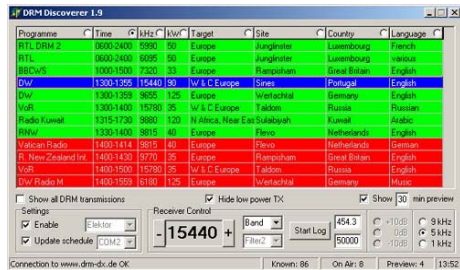 DRM Discoverer 1.9
Programme Time kHz kW Target Site Country Language
RTL DRM 2 0600-2400 5990 50 Europe Junglinster Luxembourg French
RTL 0600-2400 6095 50 Europe Junglinster Luxembourg various
BBCWS 1000-1500 7320 33 Europe Rampisham Great Britain English
DW 1300-1355 15440 90 W & C Europe Sines Portugal English
DW 1300-1359 9655 125 Europe Wertachtal Germany English
VoR 1300-1400 15780 35 W & C Europe Taldom Russia Russian
Radio Kuwait 1315-1730 9880 120 N Africa, Near Eas Sulaibiyah Kuwait Arabic
RNW 1330-1400 9815 40 Europe Flevo Netherlands English
Vatican Radio 1400-1414 9815 40 Europe Flevo Netherlands German
R. New Zealand Int. 1400-1430 9770 35 Europe Rampisham Great Britain English
VoR 1400-1500 15780 35 W & C Europe Taldom Russia English
DW Radio M 1400-1559 6180 125 Europe Wertachtal Germany Music
Show all DRM transmissions Hide low power TX Show 30 min preview
Settings Receiver Control
Enable Elektor Band 454.3 +10dB 9 kHz
- 15440 + Start Log 0dB 5 kHz
Update schedule COM2 Filter2 50000 -10dB 1 kHz
Connection to www.drm-dx.de OK Known: 86 On Air: 8 Preview: 4 13:52